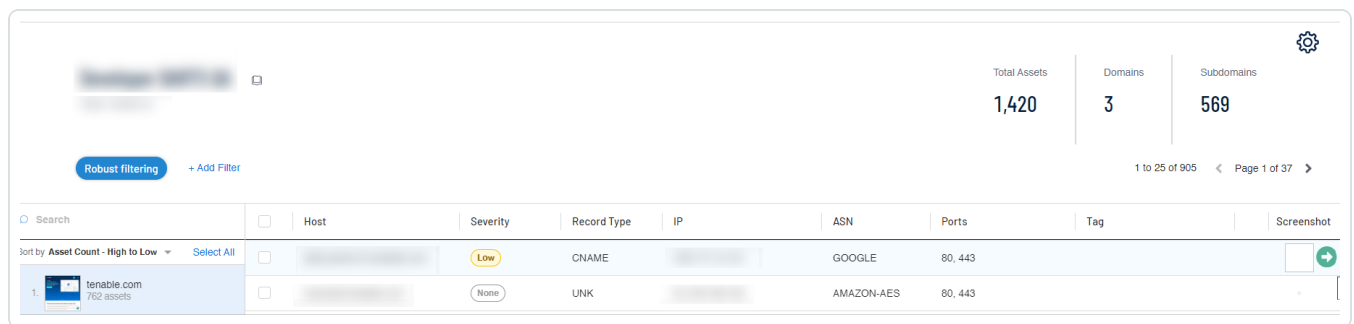 Total Assets Domains Subdomains
1,420 3 569
Robust filtering + Add Filter 1 to 25 of 905 Page 1 of 37
Search Host Severity Record Type IP ASN Ports Tag Screenshot
Sort by Asset Count - High to Low Select All
Low CNAME GOOGLE 80, 443
1. tenable.com
762 assets
None UNK AMAZON-AES 80, 443